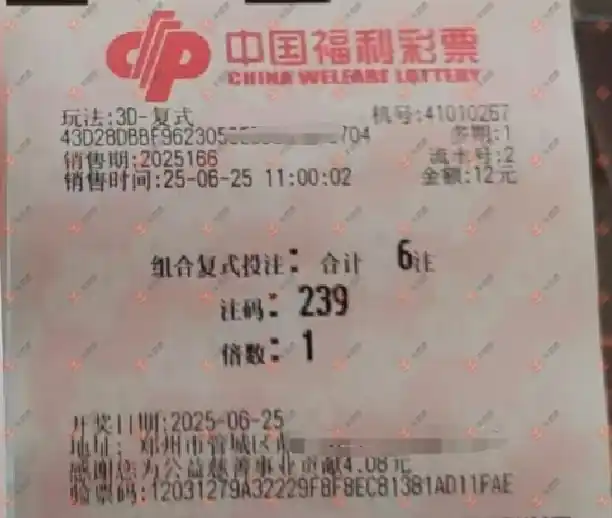 中国福利彩票
CHINA WELFARE LOTTERY
玩法:3D-复式 机号:41010267
43D28DBBF962305 704 多期:1
销售期:2025166 流水号:2
销售时间:25-06-25 11:00:02 金额:12元
组合复式投注: 合计 6注
注码: 239
倍数: 1
开奖日期:2025-06-25
地址: 郑州市管城区
感谢您为公益慈善事业贡献4.08元
验票码:12031279A32229F8F8EC81381AD11FAE